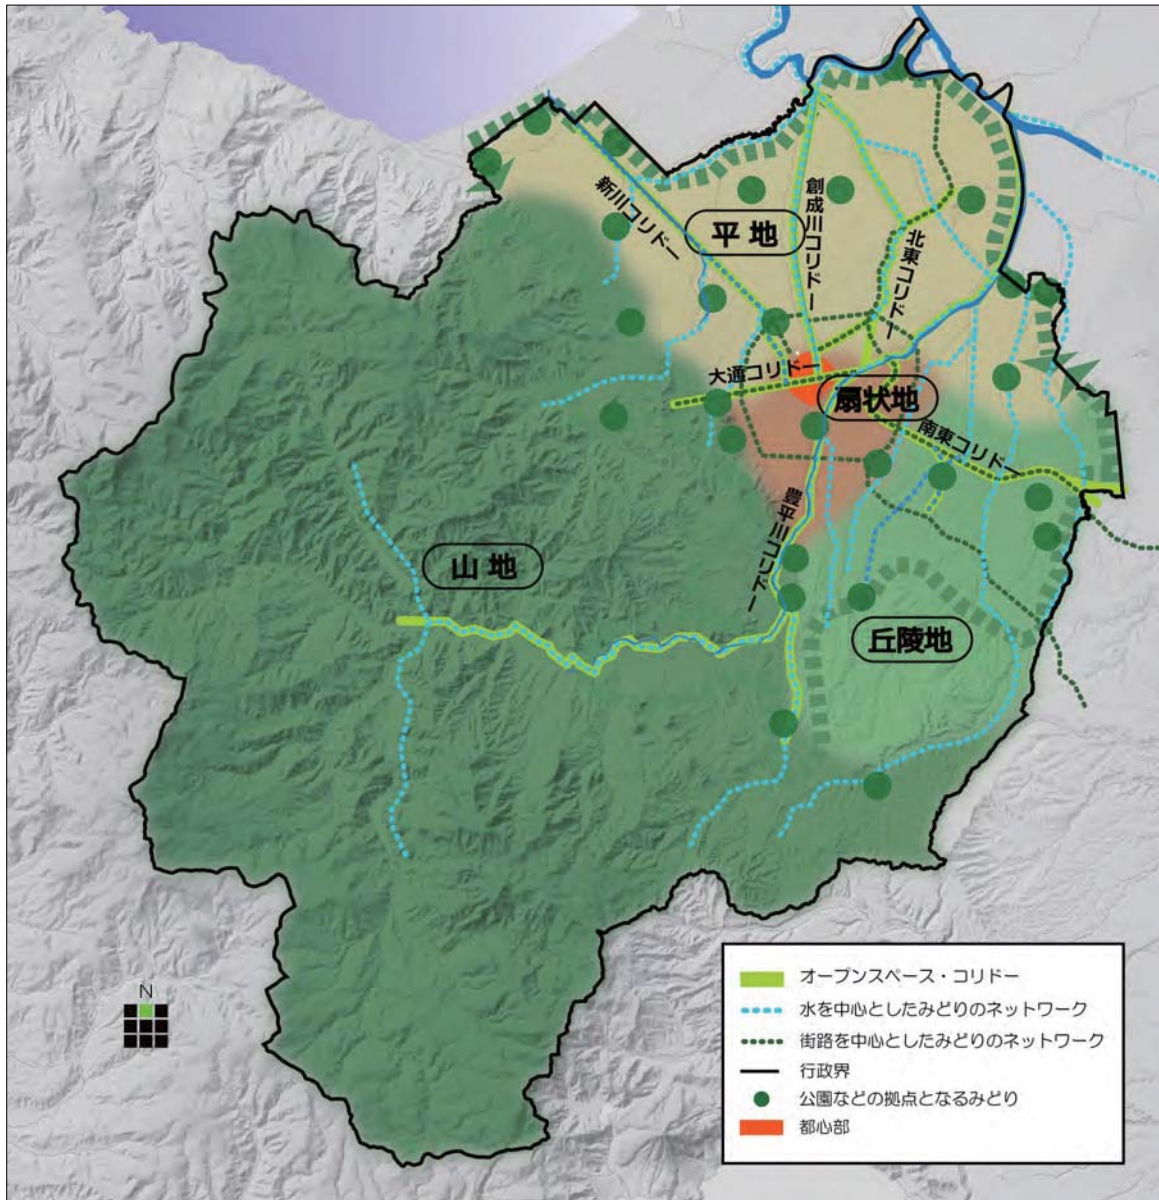 新川コリドー
平地
創成川コリドー
北東コリドー
大通コリドー
扇状地
南東コリドー
豊平川コリドー
山地
丘陵地
N
オープンスペース・コリドー
水を中心としたみどりのネットワーク
街路を中心としたみどりのネットワーク
行政界
公園などの拠点となるみどり
都心部